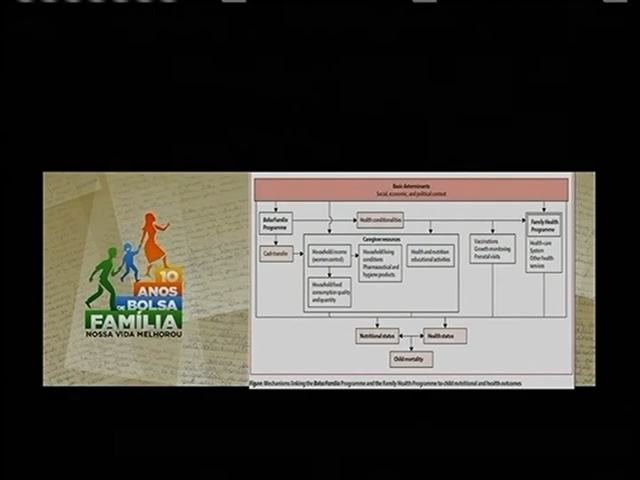 10
ANOS
DE BOLSA
FAMÍLIA
NOSSA VIDA MELHOROU
Basic determinants
Social, economic, and political context
Bolsa Família
Programme
Health conditionalities
Family Health
Programme
Cash transfer
Caregiver resources
Household income
(women control)
Household living
conditions
Pharmaceutical and
hygiene products
Health and nutrition
educational activities
Household food
consumption quality
and quantity
Vaccinations
Growth monitoring
Prenatal visits
Health-care
System
Other health
services
Nutritional status
Health status
Child mortality
Figure: Mechanisms linking the Bolsa Família Programme and the Family Health Programme to child nutritional and health outcomes